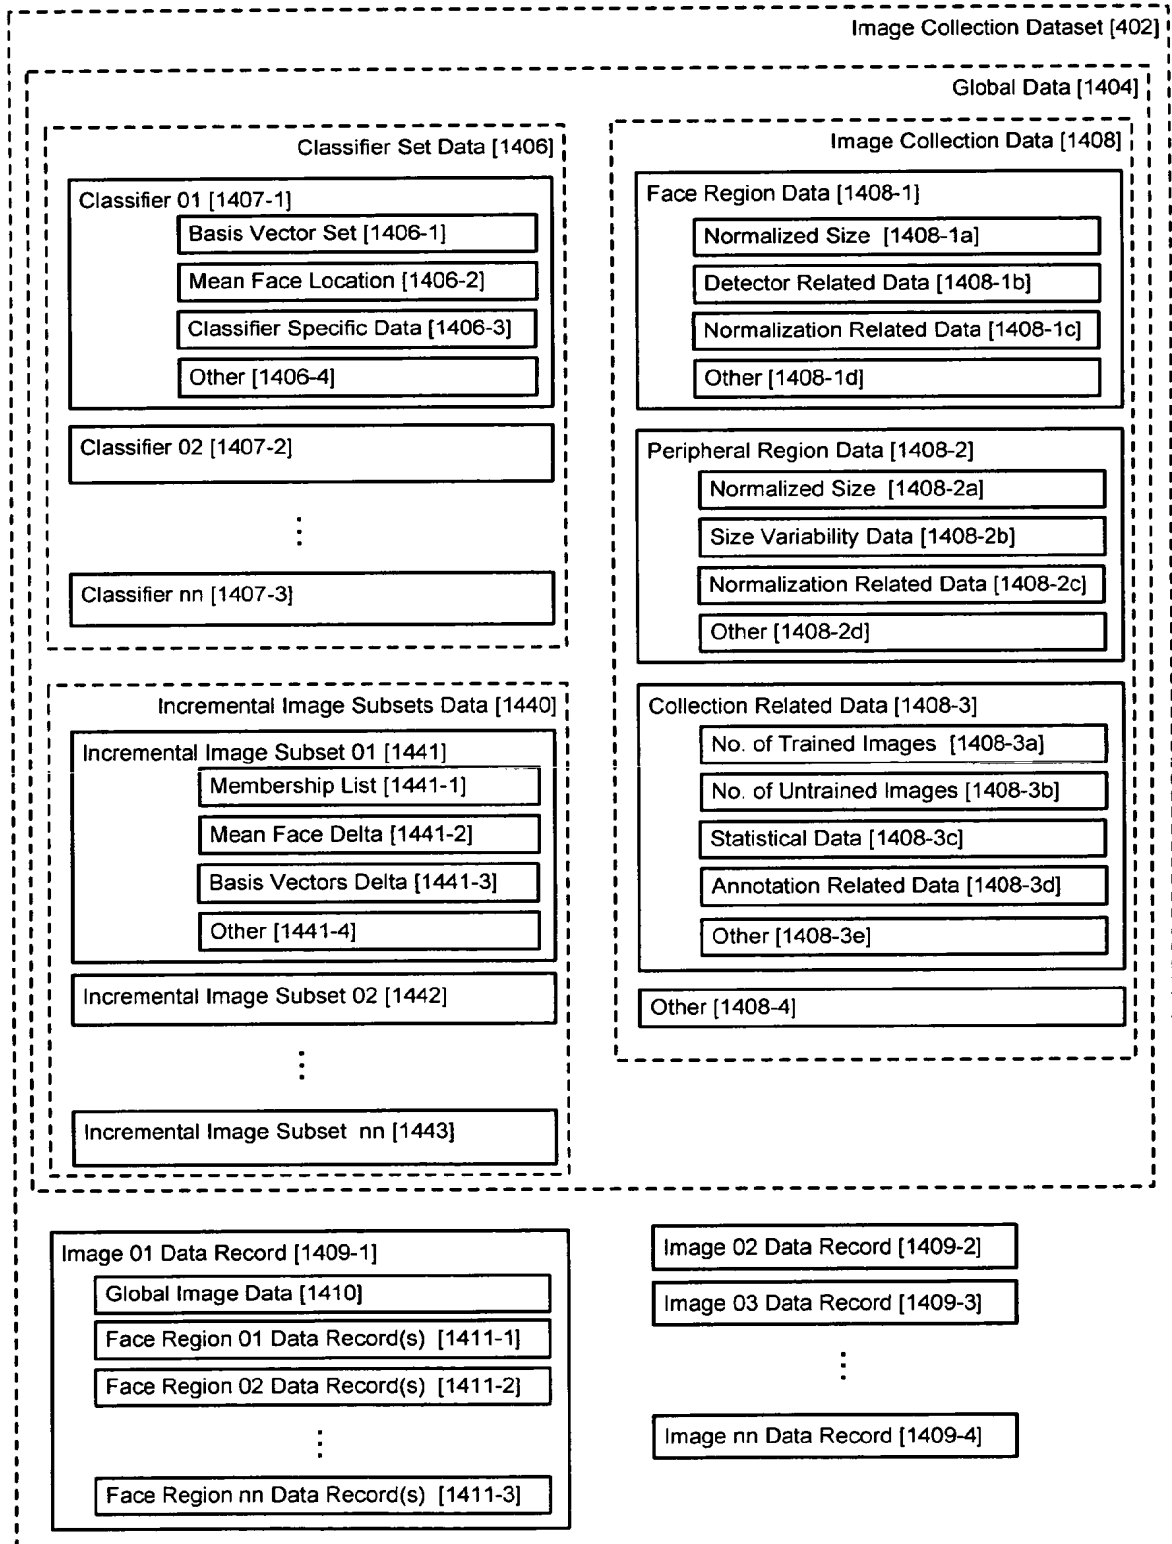 Image Collection Dataset [402]
Global Data [1404]
Classifier Set Data [1406]
Classifier 01 [1407-1]
Basis Vector Set [1406-1]
Mean Face Location [1406-2]
Classifier Specific Data [1406-3]
Other [1406-4]
Classifier 02 [1407-2]
Classifier nn [1407-3]
Incremental Image Subsets Data [1440]
Incremental Image Subset 01 [1441]
Membership List [1441-1]
Mean Face Delta [1441-2]
Basis Vectors Delta [1441-3]
Other [1441-4]
Incremental Image Subset 02 [1442]
Incremental Image Subset nn [1443]
Image Collection Data [1408]
Face Region Data [1408-1]
Normalized Size [1408-1a]
Detector Related Data [1408-1b]
Normalization Related Data [1408-1c]
Other [1408-1d]
Peripheral Region Data [1408-2]
Normalized Size [1408-2a]
Size Variability Data [1408-2b]
Normalization Related Data [1408-2c]
Other [1408-2d]
Collection Related Data [1408-3]
No. of Trained Images [1408-3a]
No. of Untrained Images [1408-3b]
Statistical Data [1408-3c]
Annotation Related Data [1408-3d]
Other [1408-3e]
Other [1408-4]
Image 01 Data Record [1409-1]
Global Image Data [1410]
Face Region 01 Data Record(s) [1411-1]
Face Region 02 Data Record(s) [1411-2]
Face Region nn Data Record(s) [1411-3]
Image 02 Data Record [1409-2]
Image 03 Data Record [1409-3]
Image nn Data Record [1409-4]